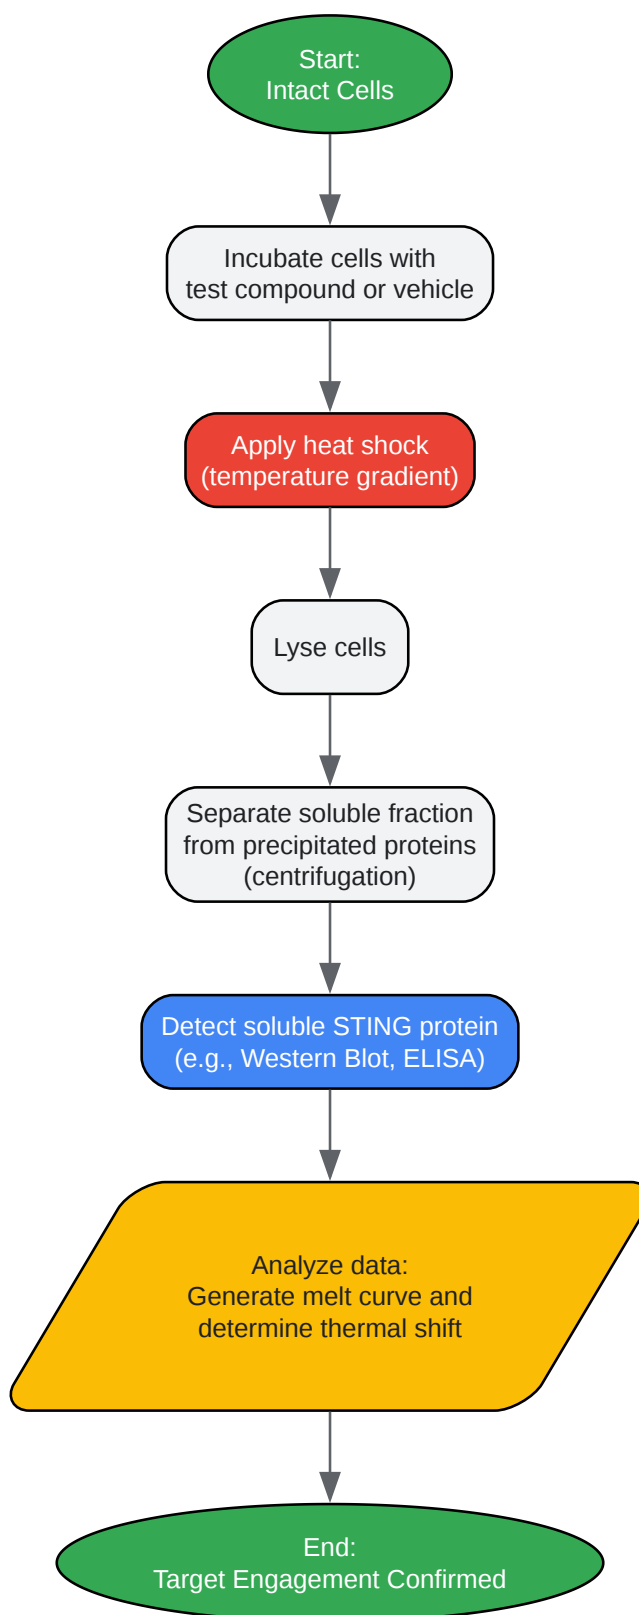 Start:
Intact Cells
Incubate cells with
test compound or vehicle
Apply heat shock
(temperature gradient)
Lyse cells
Separate soluble fraction
from precipitated proteins
(centrifugation)
Detect soluble STING protein
(e.g., Western Blot, ELISA)
Analyze data:
Generate melt curve and
determine thermal shift
End:
Target Engagement Confirmed